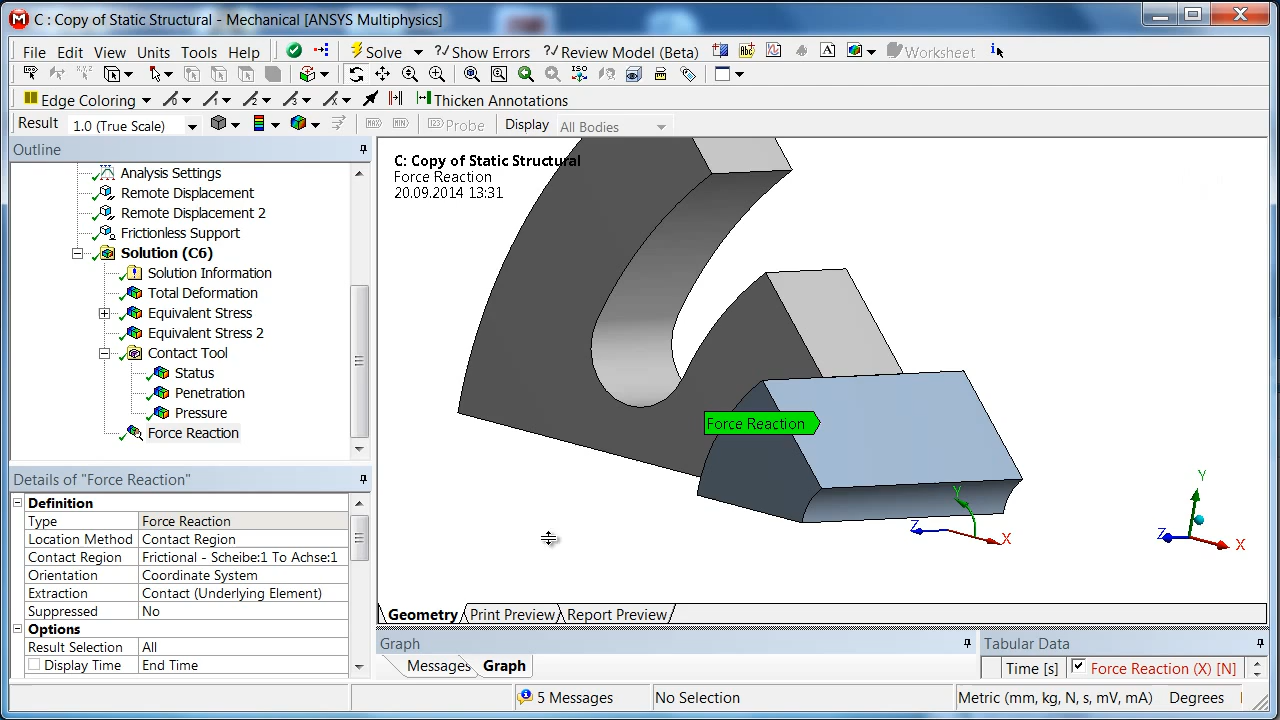 C : Copy of Static Structural - Mechanical [ANSYS Multiphysics]
File Edit View Units Tools Help Solve ?/Show Errors ?/Review Model (Beta) A Worksheet
ISO
Edge Coloring Thicken Annotations
Result 1.0 (True Scale) MAX MIN 123 Probe Display All Bodies
Outline
Analysis Settings
Remote Displacement
Remote Displacement 2
Frictionless Support
Solution (C6)
Solution Information
Total Deformation
Equivalent Stress
Equivalent Stress 2
Contact Tool
Status
Penetration
Pressure
Force Reaction
Details of "Force Reaction"
Definition
Type Force Reaction
Location Method Contact Region
Contact Region Frictional - Scheibe:1 To Achse:1
Orientation Coordinate System
Extraction Contact (Underlying Element)
Suppressed No
Options
Result Selection All
Display Time End Time
C: Copy of Static Structural
Force Reaction
20.09.2014 13:31
Force Reaction
Y
Z
X
Y
Z
X
Geometry Print Preview Report Preview
Graph
Messages Graph
Tabular Data
Time [s] Force Reaction (X) [N]
5 Messages No Selection Metric (mm, kg, N, s, mV, mA) Degrees